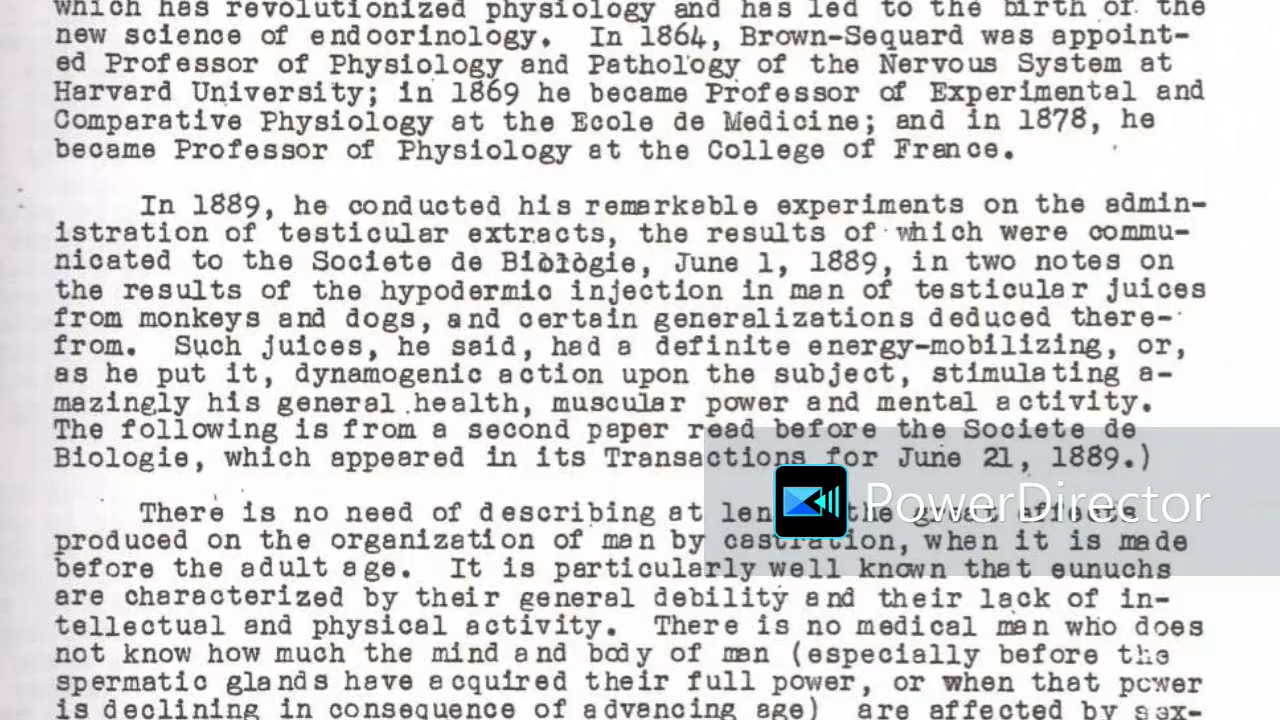 which has revolutionized physiology and has led to the birth of the
new science of endocrinology. In 1864, Brown-Sequard was appoint-
ed Professor of Physiology and Pathology of the Nervous System at
Harvard University; in 1869 he became Professor of Experimental and
Comparative Physiology at the Ecole de Medicine; and in 1878, he
became Professor of Physiology at the College of France.
In 1889, he conducted his remarkable experiments on the admin-
istration of testicular extracts, the results of which were commu-
nicated to the Societe de Biologie, June 1, 1889, in two notes on
the results of the hypodermic injection in man of testicular juices
from monkeys and dogs, and certain generalizations deduced there-
from. Such juices, he said, had a definite energy-mobilizing, or,
as he put it, dynamogenic action upon the subject, stimulating a-
mazingly his general health, muscular power and mental activity.
The following is from a second paper read before the Societe de
Biologie, which appeared in its Transactions for June 21, 1889.)
There is no need of describing at len the great effects
PowerDirector
produced on the organization of man by castration, when it is made
before the adult age. It is particularly well known that eunuchs
are characterized by their general debility and their lack of in-
tellectual and physical activity. There is no medical man who does
not know how much the mind and body of man (especially before the
spermatic glands have acquired their full power, or when that power
is declining in consequence of advancing age) are affected by sex-